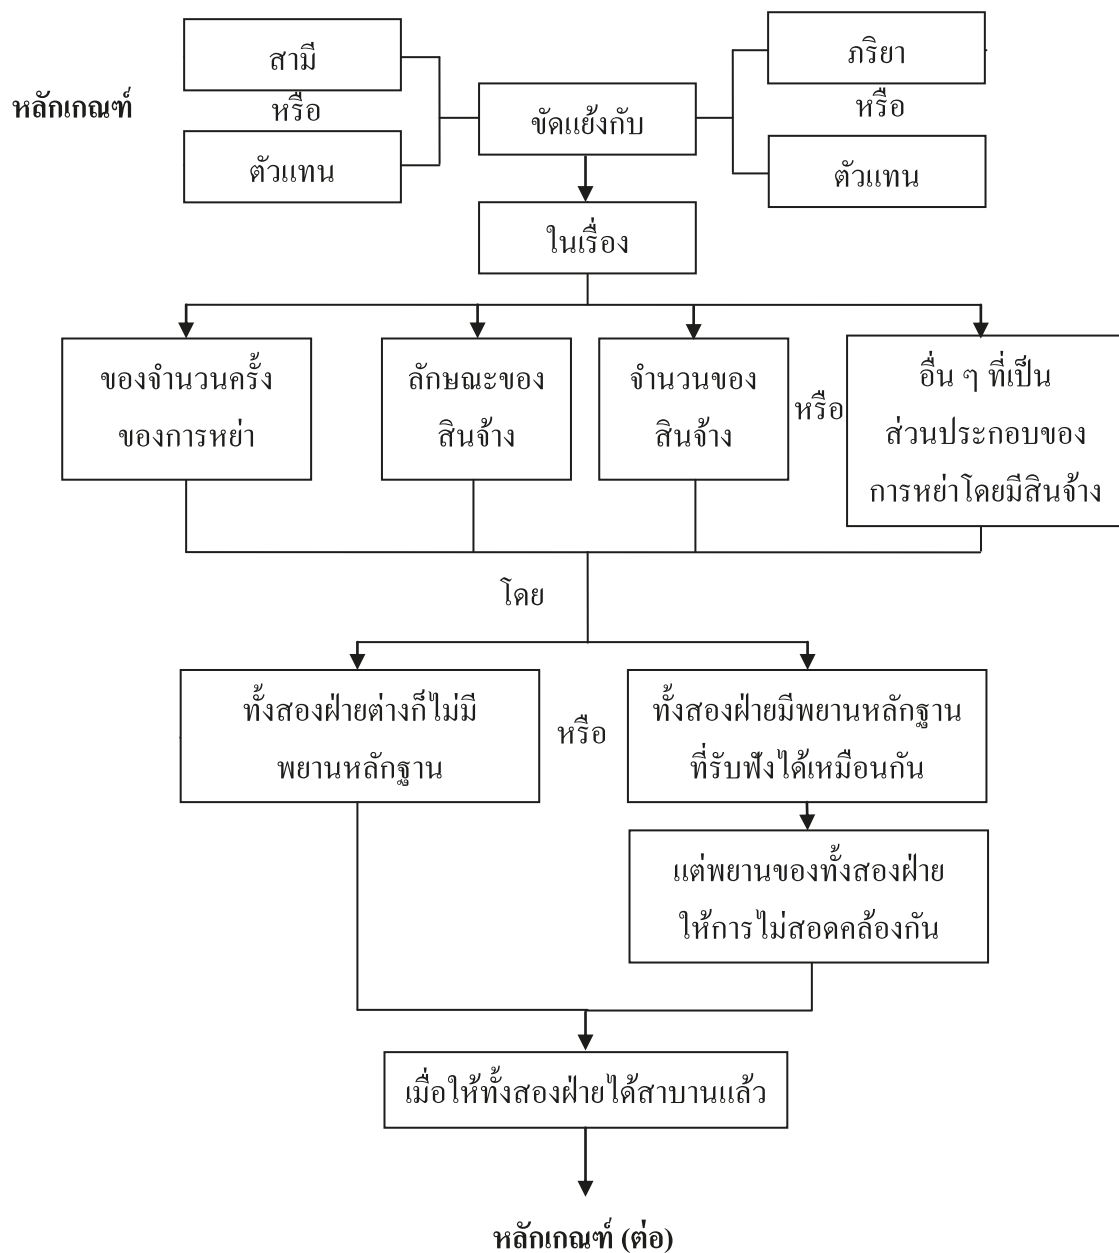 สามี
ภริยา
หลักเกณฑ์
หรือ
ขัดแย้งกับ
หรือ
ตัวแทน
ตัวแทน
ในเรื่อง
ของจำนวนครั้ง
ของการหย่า
ลักษณะของ
สินจ้าง
จำนวนของ
สินจ้าง
หรือ
อื่น ๆ ที่เป็น
ส่วนประกอบของ
การหย่าโดยมีสินจ้าง
โดย
ทั้งสองฝ่ายต่างก็ไม่มี
พยานหลักฐาน
หรือ
ทั้งสองฝ่ายมีพยานหลักฐาน
ที่รับฟังได้เหมือนกัน
แต่พยานของทั้งสองฝ่าย
ให้การไม่สอดคล้องกัน
เมื่อให้ทั้งสองฝ่ายได้สาบานแล้ว
หลักเกณฑ์ (ต่อ)